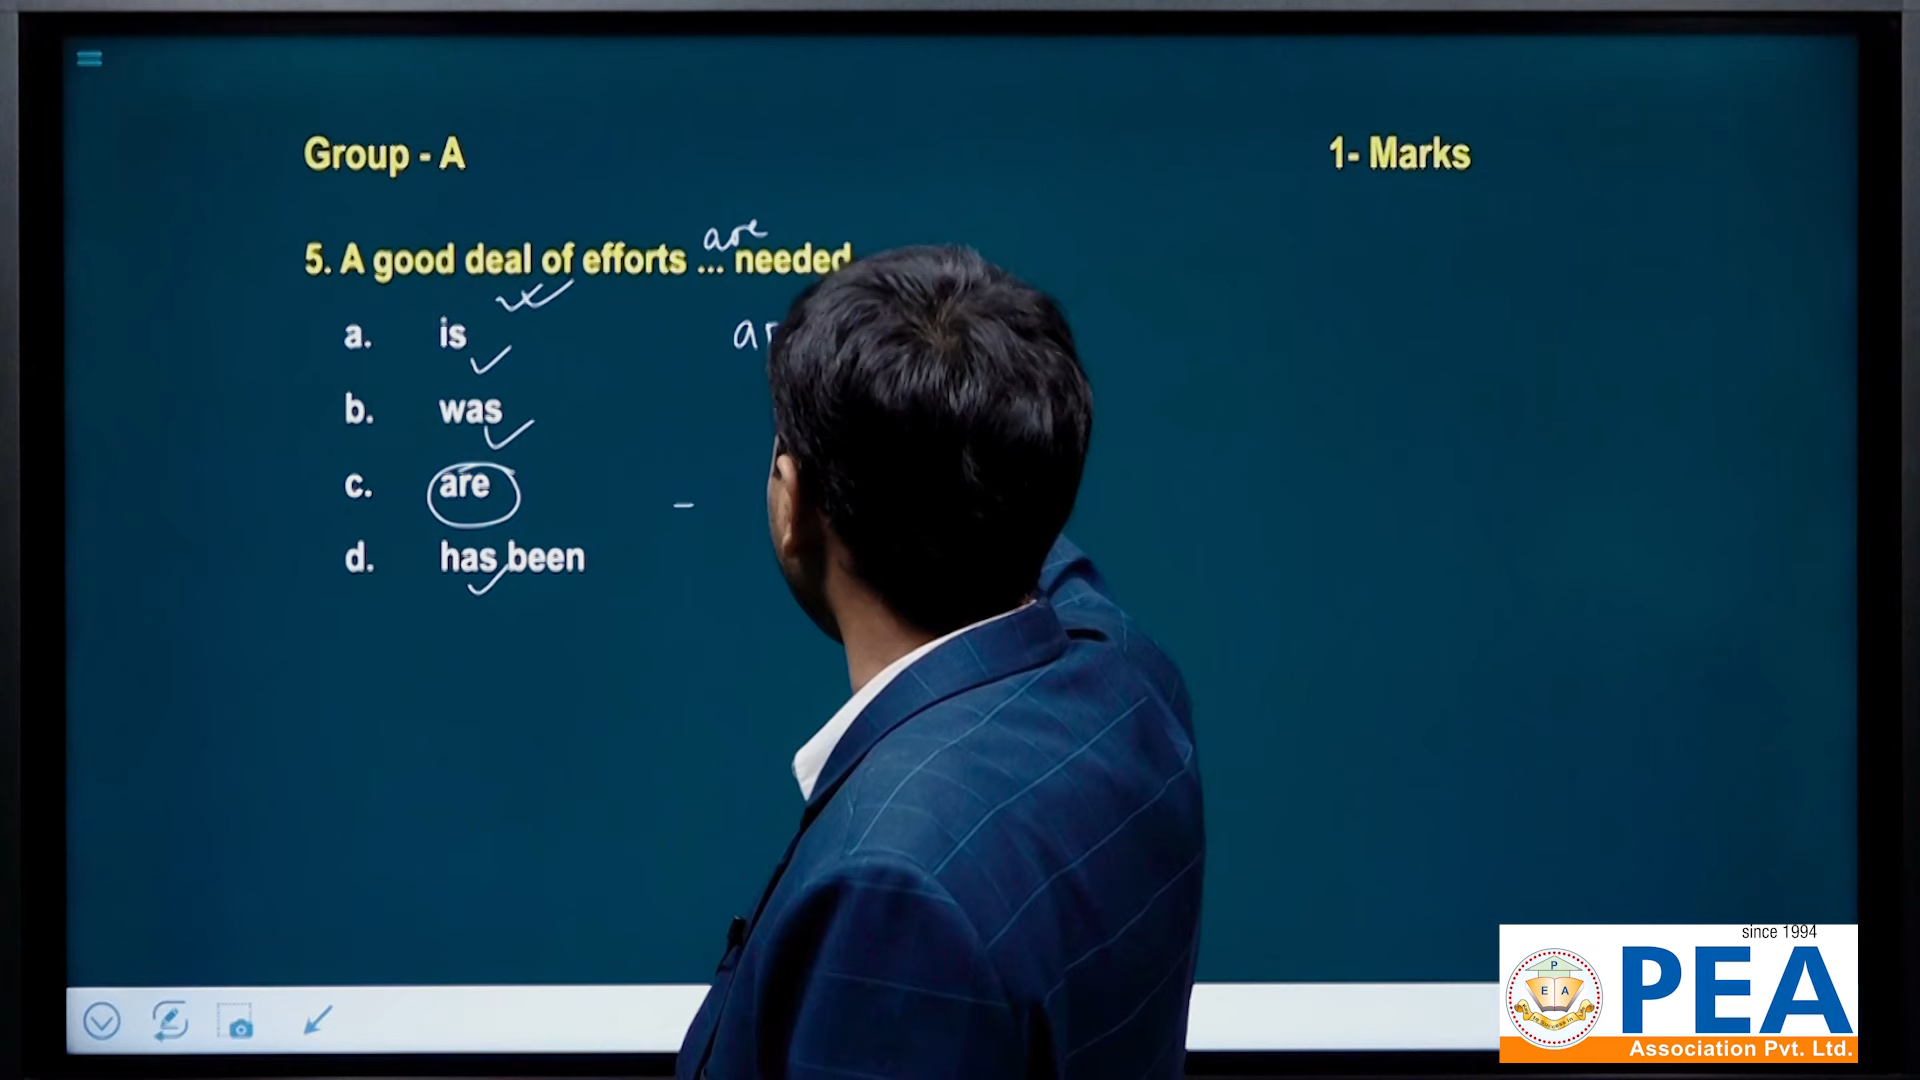 Group - A
1- Marks
are
5. A good deal of efforts ... needed
a. is
b. was
c. are
d. has been
since 1994
P
E A
PEA
Association Pvt. Ltd.